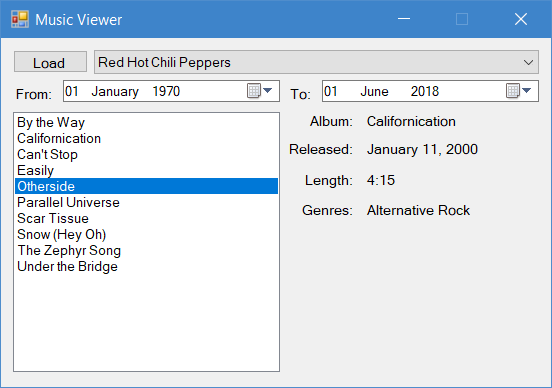 Music Viewer
Load Red Hot Chili Peppers
From: 01 January 1970 To: 01 June 2018
By the Way
Californication
Can't Stop
Easily
Otherside
Parallel Universe
Scar Tissue
Snow (Hey Oh)
The Zephyr Song
Under the Bridge
Album: Californication
Released: January 11, 2000
Length: 4:15
Genres: Alternative Rock